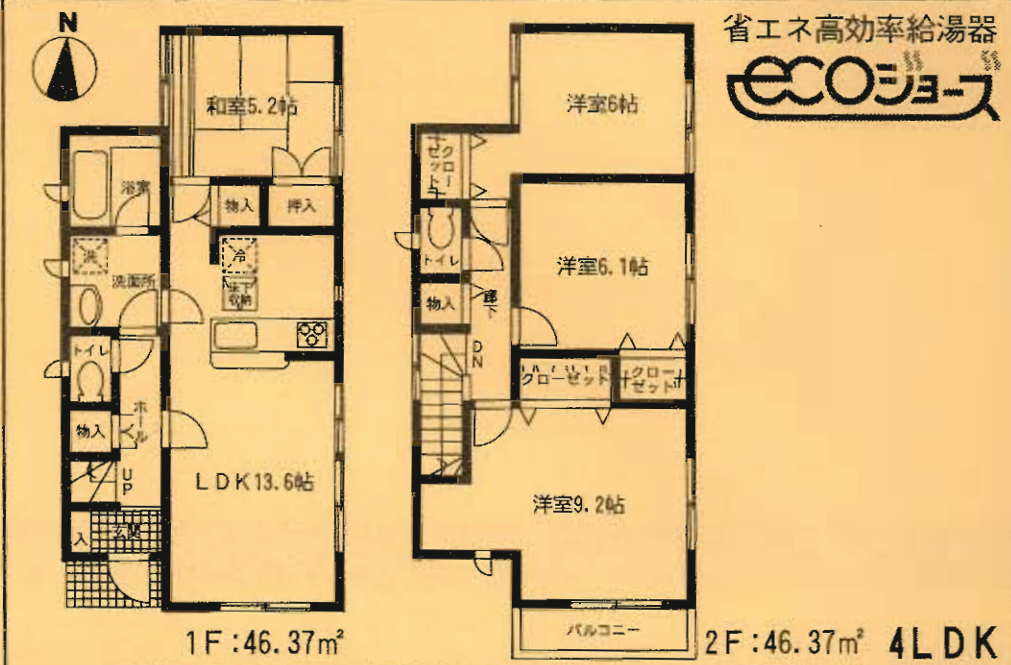 N
省エネ高効率給湯器
ecoジョーズ
和室5.2帖
浴室
物入
押入
洗
洗面所
冷
床下
収納
トイレ
ホール
物入
UP
入
玄関
LDK13.6帖
1F:46.37㎡
洋室6帖
クロー
ゼット
トイレ
洋室6.1帖
物入
廊下
DN
クローゼット
クロー
ゼット
洋室9.2帖
バルコニー
2F:46.37㎡
4LDK